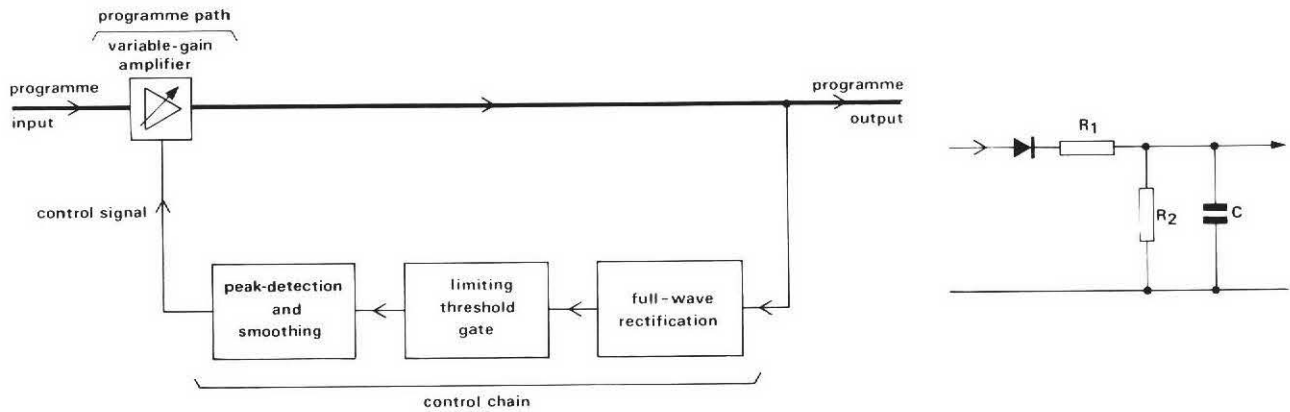 programme path
variable-gain
amplifier
programme
input
programme
output
control signal
peak-detection
and
smoothing
limiting
threshold
gate
full-wave
rectification
control chain
R1
R2
C